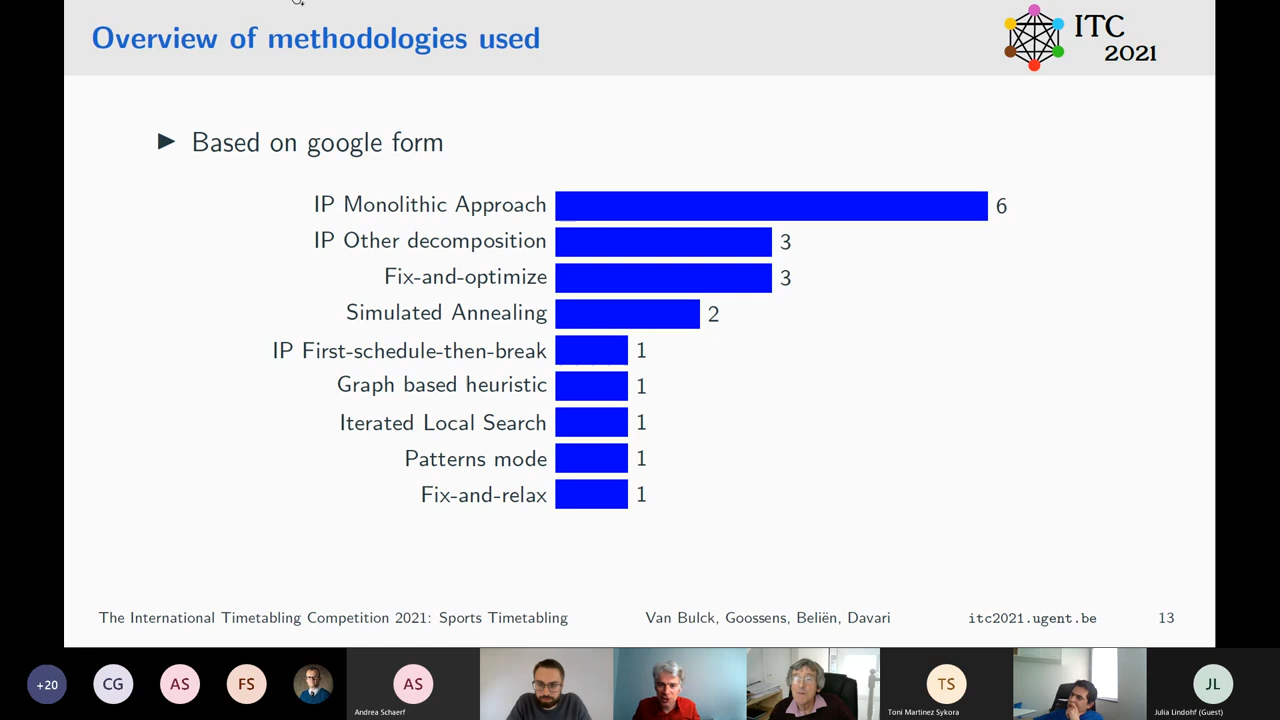 Overview of methodologies used
ITC
2021
▶ Based on google form
IP Monolithic Approach 6
IP Other decomposition 3
Fix-and-optimize 3
Simulated Annealing 2
IP First-schedule-then-break 1
Graph based heuristic 1
Iterated Local Search 1
Patterns mode 1
Fix-and-relax 1
The International Timetabling Competition 2021: Sports Timetabling Van Bulck, Goossens, Beliën, Davari itc2021.ugent.be 13
+20 CG AS FS AS TS JL
Andrea Schaerf Toni Martinez Sykora Julia Lindohf (Guest)